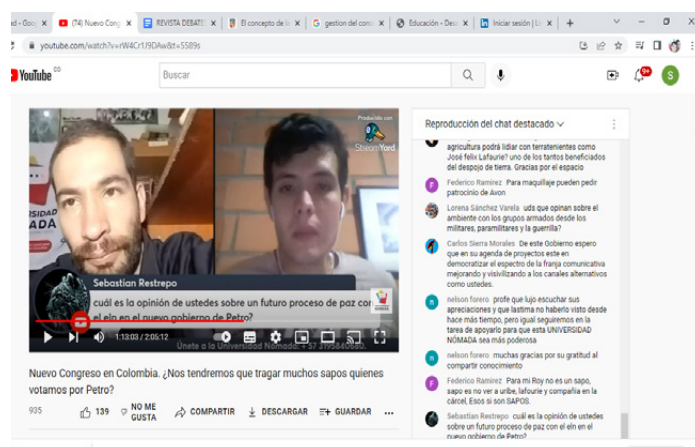 d - Goo
(74) Nuevo Cong
REVISTA DEBATE
El concepto de
gestion del cono
Educación - Des
Iniciar sesión | Li
youtube.com/watch?v=rW4Cr1J9DAw&t=5589s
YouTube CO
Buscar
9+
S
Producido con
StreamYard
RSIDAD
ADA
Sebastian Restrepo
cuál es la opinión de ustedes sobre un futuro proceso de paz con
el eln en el nuevo gobierno de Petro?
1:13:03 / 2:05:12
Únete a la Universidad Nómada: + 57 3195840660.
Nuevo Congreso en Colombia. ¿Nos tendremos que tragar muchos sapos quienes
votamos por Petro?
935
139
NO ME
GUSTA
COMPARTIR
DESCARGAR
GUARDAR
...
Reproducción del chat destacado
agricultura podrá lidiar con terratenientes como
José felix Lafaurie? uno de los tantos beneficiados
del despojo de tierra. Gracias por el espacio
Federico Ramirez Para maquillaje pueden pedir
patrocinio de Avon
Lorena Sánchez Varela uds que opinan sobre el
ambiente con los grupos armados desde los
militares, paramilitares y la guerrilla?
Carlos Sierra Morales De este Gobierno espero
que en su agenda de proyectos este en
democratizar el espectro de la franja comunicativa
mejorando y visivilizando a los canales alternativos
como ustedes.
nelson forero profe que lujo escuchar sus
apreciaciones y que lastima no haberlo visto desde
hace más tiempo, pero igual seguiremos en la
tarea de apoyarlo para que esta UNIVERSIDAD
NÓMADA sea más poderosa
nelson forero muchas gracias por su gratitud al
compartir conocimiento
Federico Ramirez Para mi Roy no es un sapo,
sapo es no ver a uribe, lafourie y compañia en la
cárcel, Esos si son SAPOS.
Sebastian Restrepo cuál es la opinión de ustedes
sobre un futuro proceso de paz con el eln en el
nuevo gobierno de Petro?